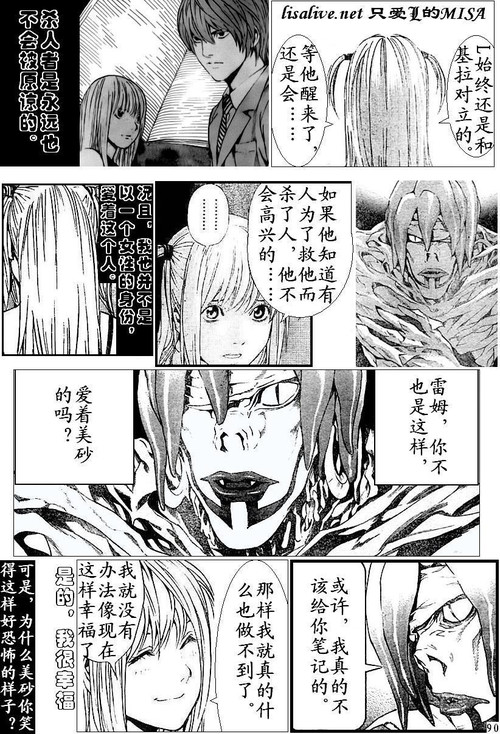 lisalive.net 只爱L的MISA
L始终还是和
基拉对立的。
等他醒来了，
还是会……
杀人者是永远也
不会被原谅的。
如果他知道有
人为了救他而
杀了人，他不
会高兴的……
……
……
况且，我也并不是
以一个女性的身份，
爱着这个人。
雷姆，你不
也是这样，
爱着美砂
的吗？
或许，我真的不
该给你笔记的。
那样我就真的什
么也做不到了。
我就没有
办法像现在
这样幸福了
是的，我很幸福
可是，为什么美砂你笑
得这样好恐怖的样子？
90